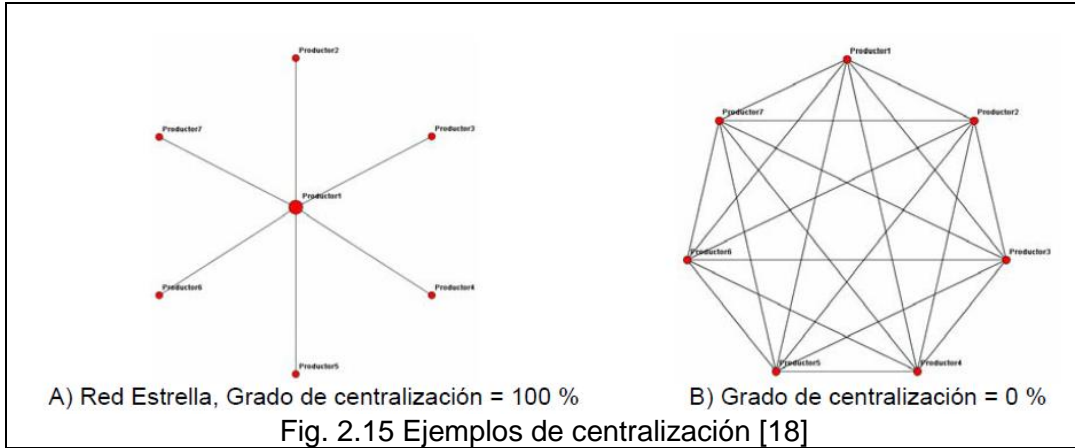 Productor2
Productor7
Productor3
Productor1
Productor6
Productor4
Productor5
A) Red Estrella, Grado de centralización = 100 %
Productor1
Productor7
Productor2
Productor6
Productor3
Productor5
Productor4
B) Grado de centralización = 0 %
Fig. 2.15 Ejemplos de centralización [18]